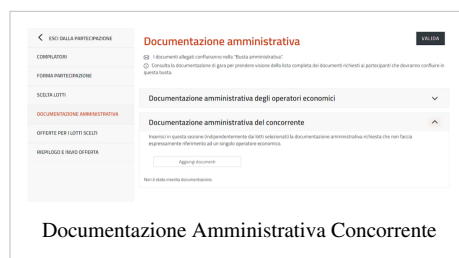 ESCI DALLA PARTECIPAZIONE
COMPILATORI
FORMA PARTECIPAZIONE
SCELTA LOTTI
DOCUMENTAZIONE AMMINISTRATIVA
OFFERTE PER I LOTTI SCELTI
RIEPILOGO E INVIO OFFERTA
Documentazione amministrativa
VALIDA
I documenti allegati confluiranno nella "Busta amministrativa".
Consulta la documentazione di gara per prendere visione della lista completa dei documenti richiesti ai partecipanti che dovranno confluire in
questa busta.
Documentazione amministrativa degli operatori economici
Documentazione amministrativa del concorrente
Inserisci in questa sezione (indipendentemente dai lotti selezionati) la documentazione amministrativa richiesta che non faccia
espressamente riferimento ad un singolo operatore economico.
Aggiungi documenti
Non è stata inserita documentazione.
Documentazione Amministrativa Concorrente